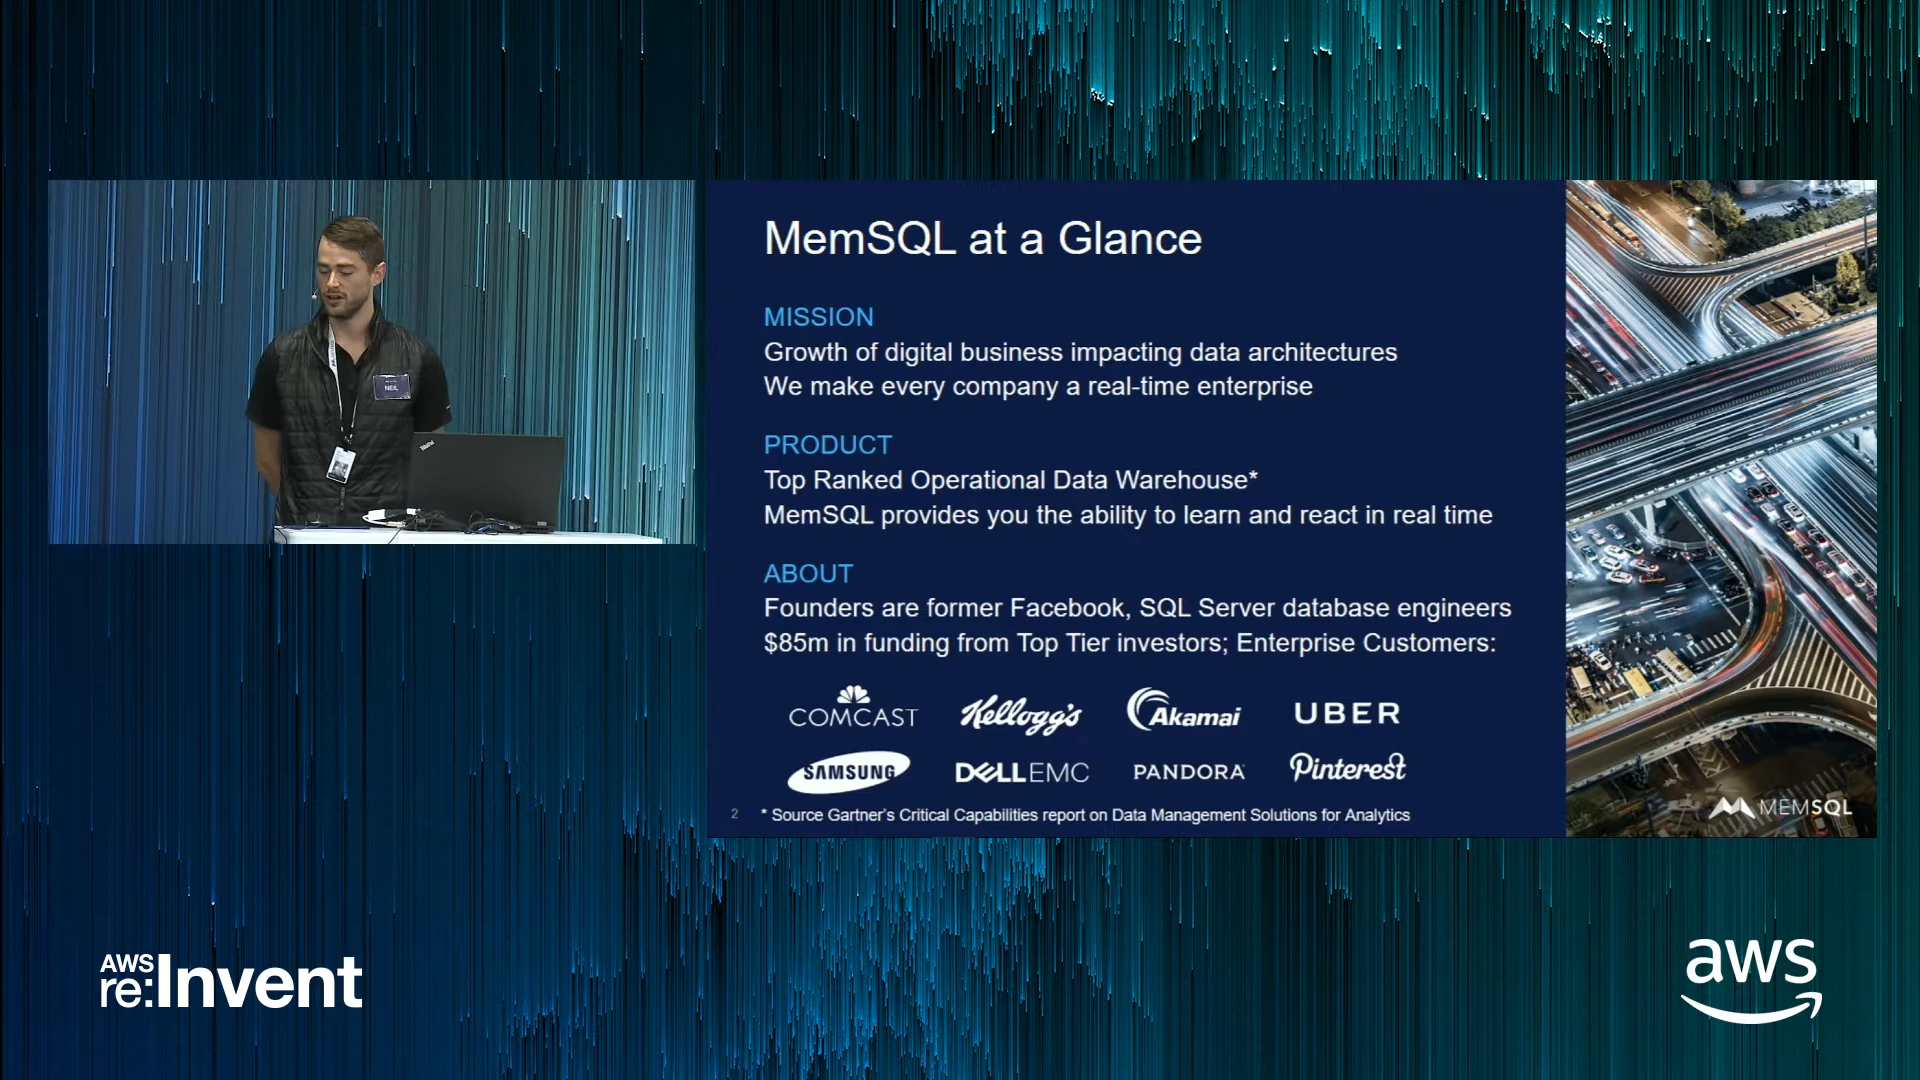 NEIL
ThinkPad
MemSQL at a Glance
MISSION
Growth of digital business impacting data architectures
We make every company a real-time enterprise
PRODUCT
Top Ranked Operational Data Warehouse*
MemSQL provides you the ability to learn and react in real time
ABOUT
Founders are former Facebook, SQL Server database engineers
$85m in funding from Top Tier investors; Enterprise Customers:
COMCAST Kellogg's Akamai UBER
SAMSUNG DELLEMC PANDORA Pinterest
2 * Source Gartner's Critical Capabilities report on Data Management Solutions for Analytics
MEMSQL
AWS
re:Invent
aws